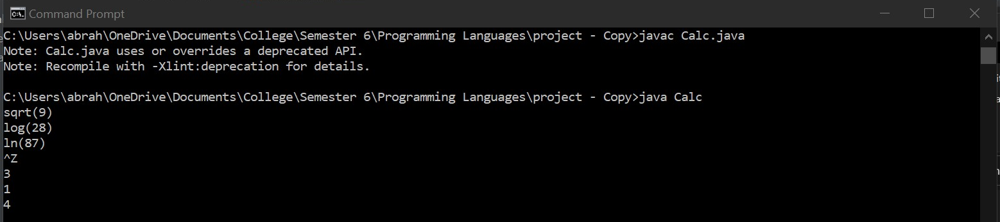 Command Prompt
C:\Users\abrah\OneDrive\Documents\College\Semester 6\Programming Languages\project - Copy>javac Calc.java
Note: Calc.java uses or overrides a deprecated API.
Note: Recompile with -Xlint:deprecation for details.
C:\Users\abrah\OneDrive\Documents\College\Semester 6\Programming Languages\project - Copy>java Calc
sqrt(9)
log(28)
ln(87)
^Z
3
1
4